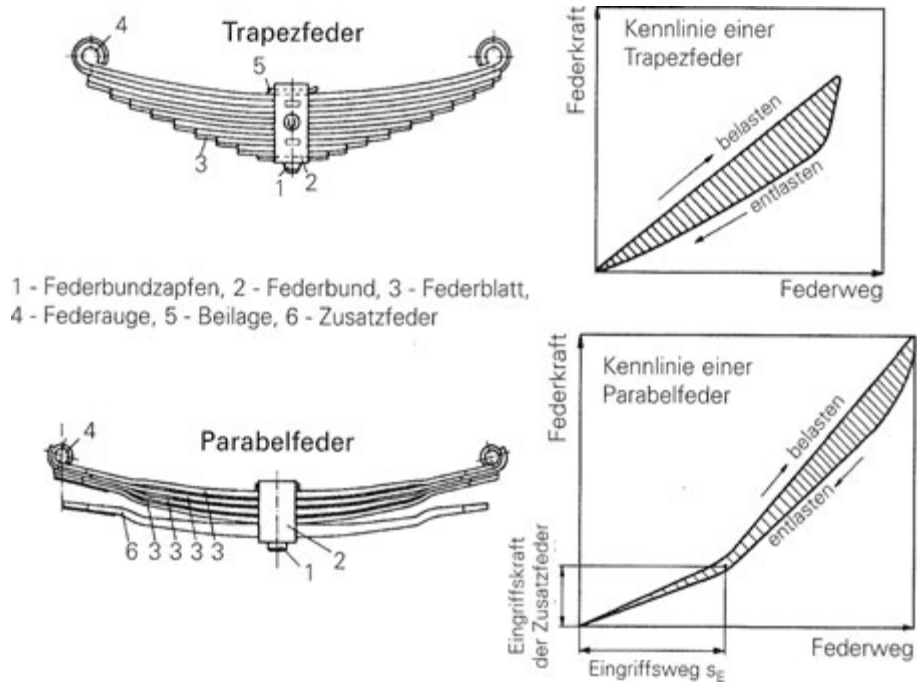 4
Trapezfeder
5
3
1
2
Kennlinie einer
Trapezfeder
Federkraft
belasten
entlasten
Federweg
1 - Federbundzapfen, 2 - Federbund, 3 - Federblatt,
4 - Federauge, 5 - Beilage, 6 - Zusatzfeder
4
Parabelfeder
6 3 3 3 3
2
1
Kennlinie einer
Parabelfeder
Federkraft
belasten
entlasten
Eingriffskraft
der Zusatzfeder
Federweg
Eingriffsweg sE